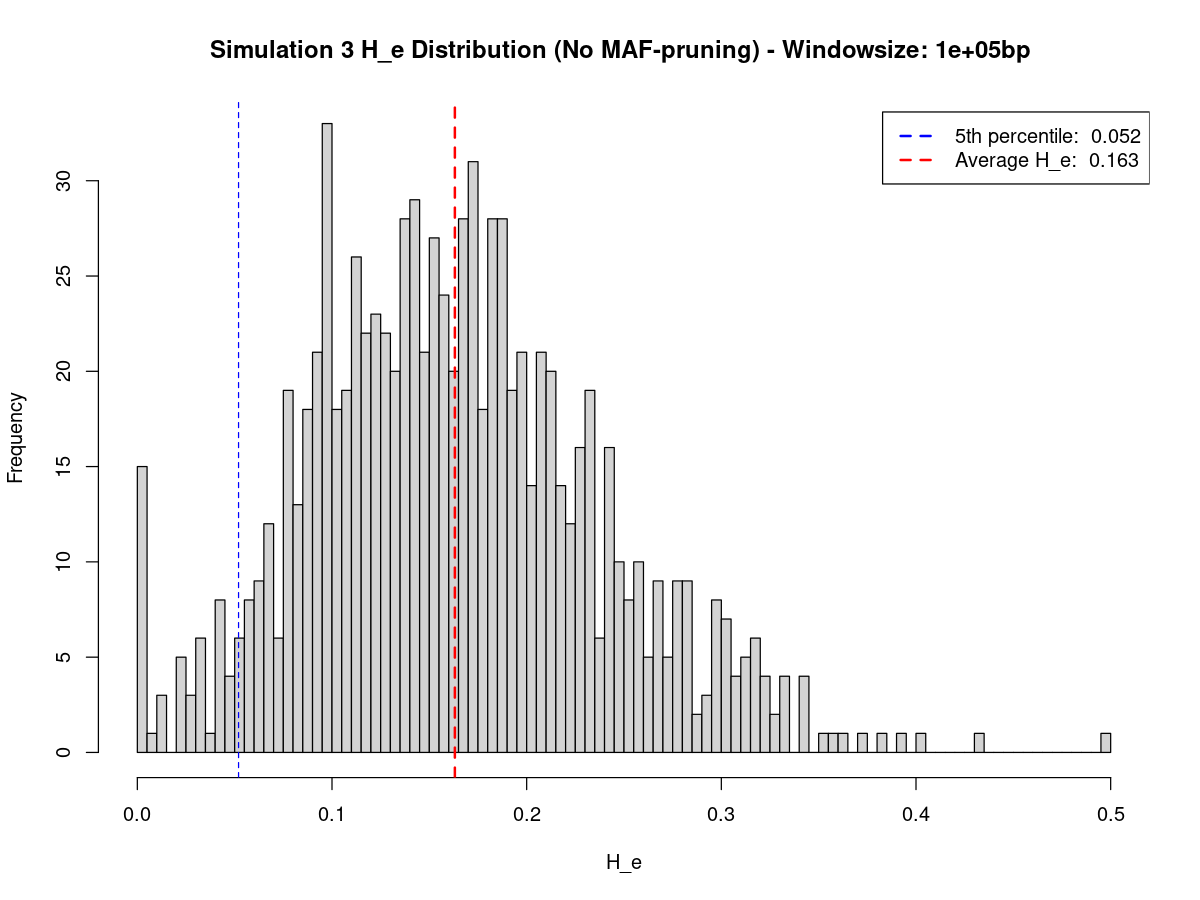 Simulation 3 H_e Distribution (No MAF-pruning) - Windowsize: 1e+05bp
5th percentile: 0.052
Average H_e: 0.163
Frequency
30
25
20
15
10
5
0
0.0 0.1 0.2 0.3 0.4 0.5
H_e